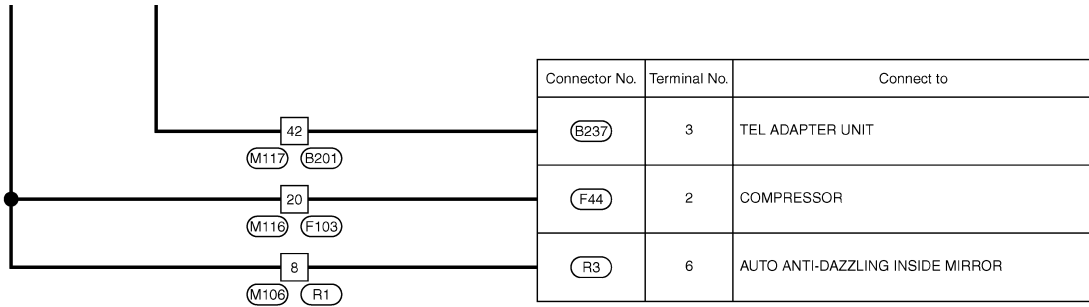 Connector No. Terminal No. Connect to
42 B237 3 TEL ADAPTER UNIT
M117 B201
20 F44 2 COMPRESSOR
M116 F103
8 R3 6 AUTO ANTI-DAZZLING INSIDE MIRROR
M106 R1